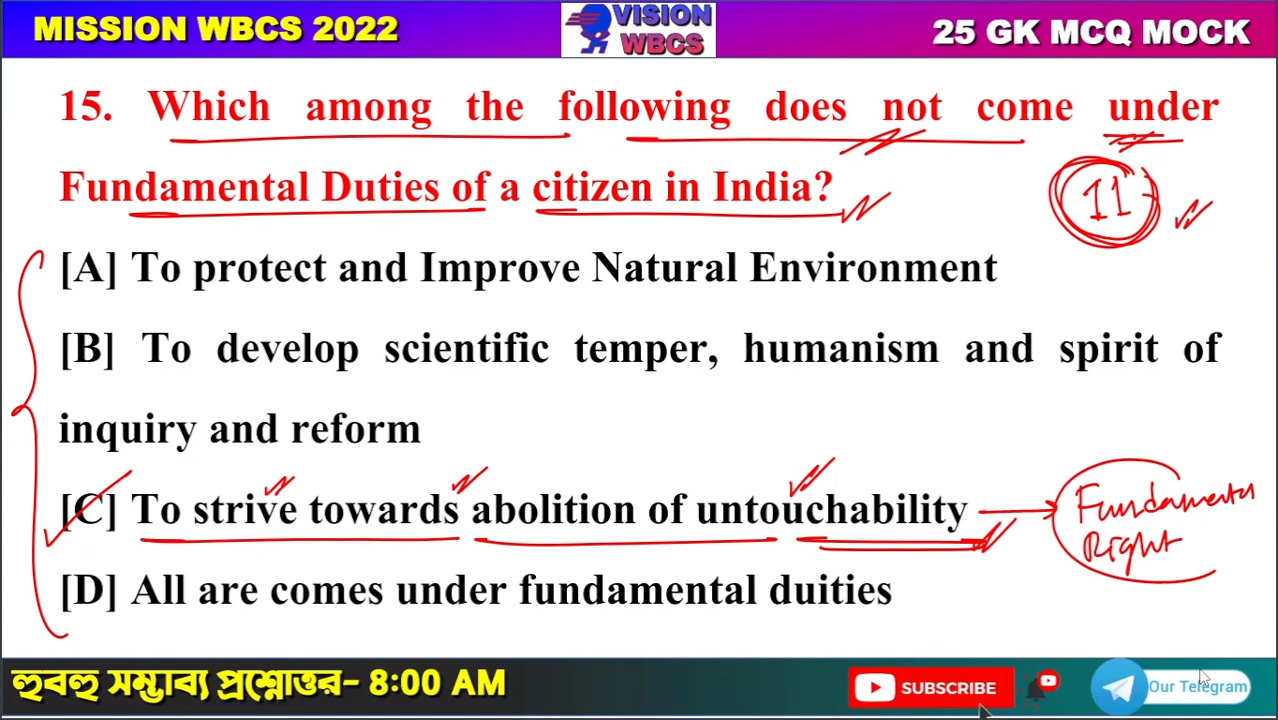 MISSION WBCS 2022
VISION
WBCS
25 GK MCQ MOCK
15. Which among the following does not come under
Fundamental Duties of a citizen in India?
11
[A] To protect and Improve Natural Environment
[B] To develop scientific temper, humanism and spirit of
inquiry and reform
[C] To strive towards abolition of untouchability
Fundamental
Right
[D] All are comes under fundamental duities
হুবহু সম্ভাব্য প্রশ্নোত্তর- 8:00 AM
SUBSCRIBE
Our Telegram